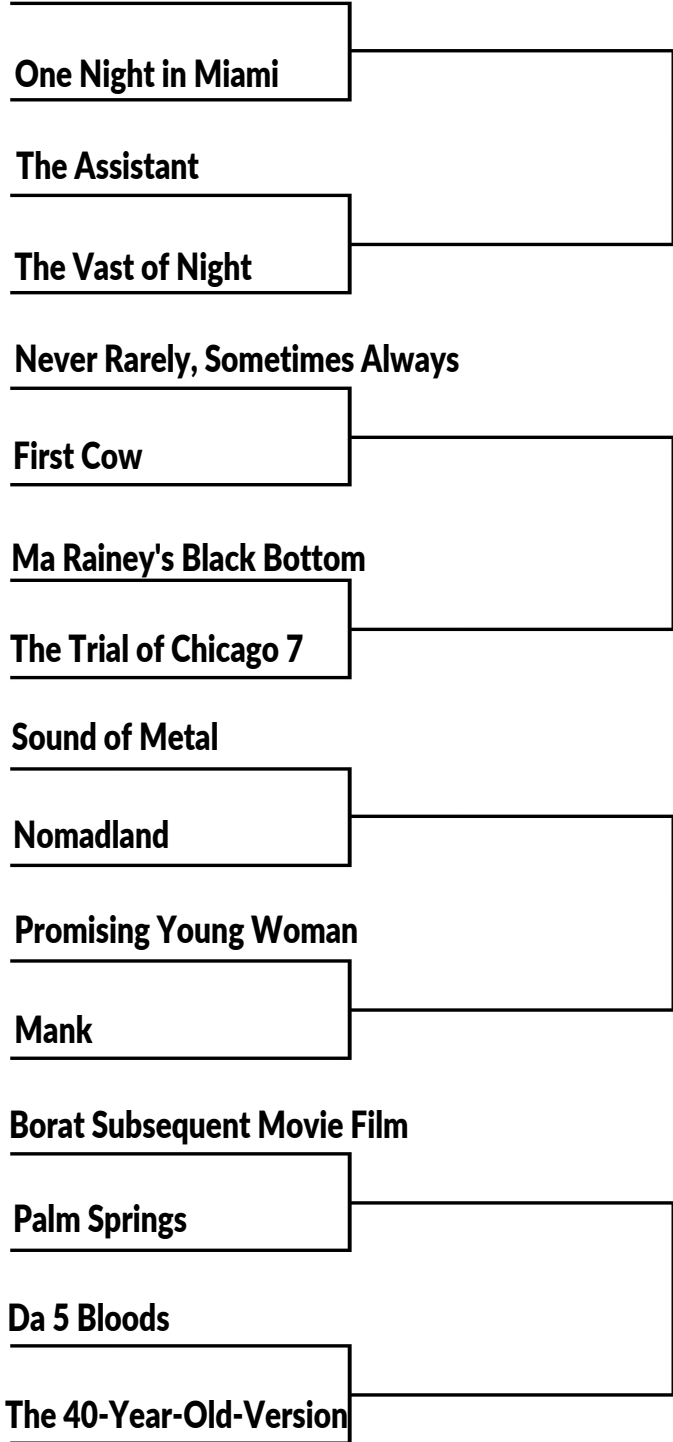 One Night in Miami
The Assistant
The Vast of Night
Never Rarely, Sometimes Always
First Cow
Ma Rainey's Black Bottom
The Trial of Chicago 7
Sound of Metal
Nomadland
Promising Young Woman
Mank
Borat Subsequent Movie Film
Palm Springs
Da 5 Bloods
The 40-Year-Old-Version